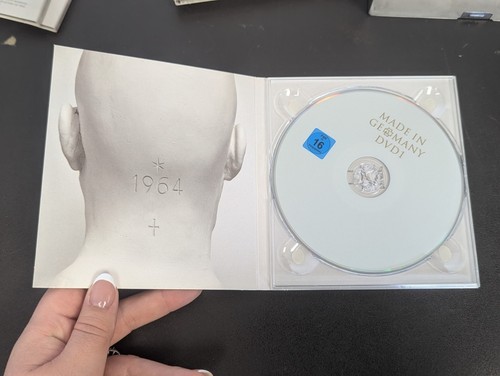 *
1964
+
MADE IN
GERMANY
DVD1
16